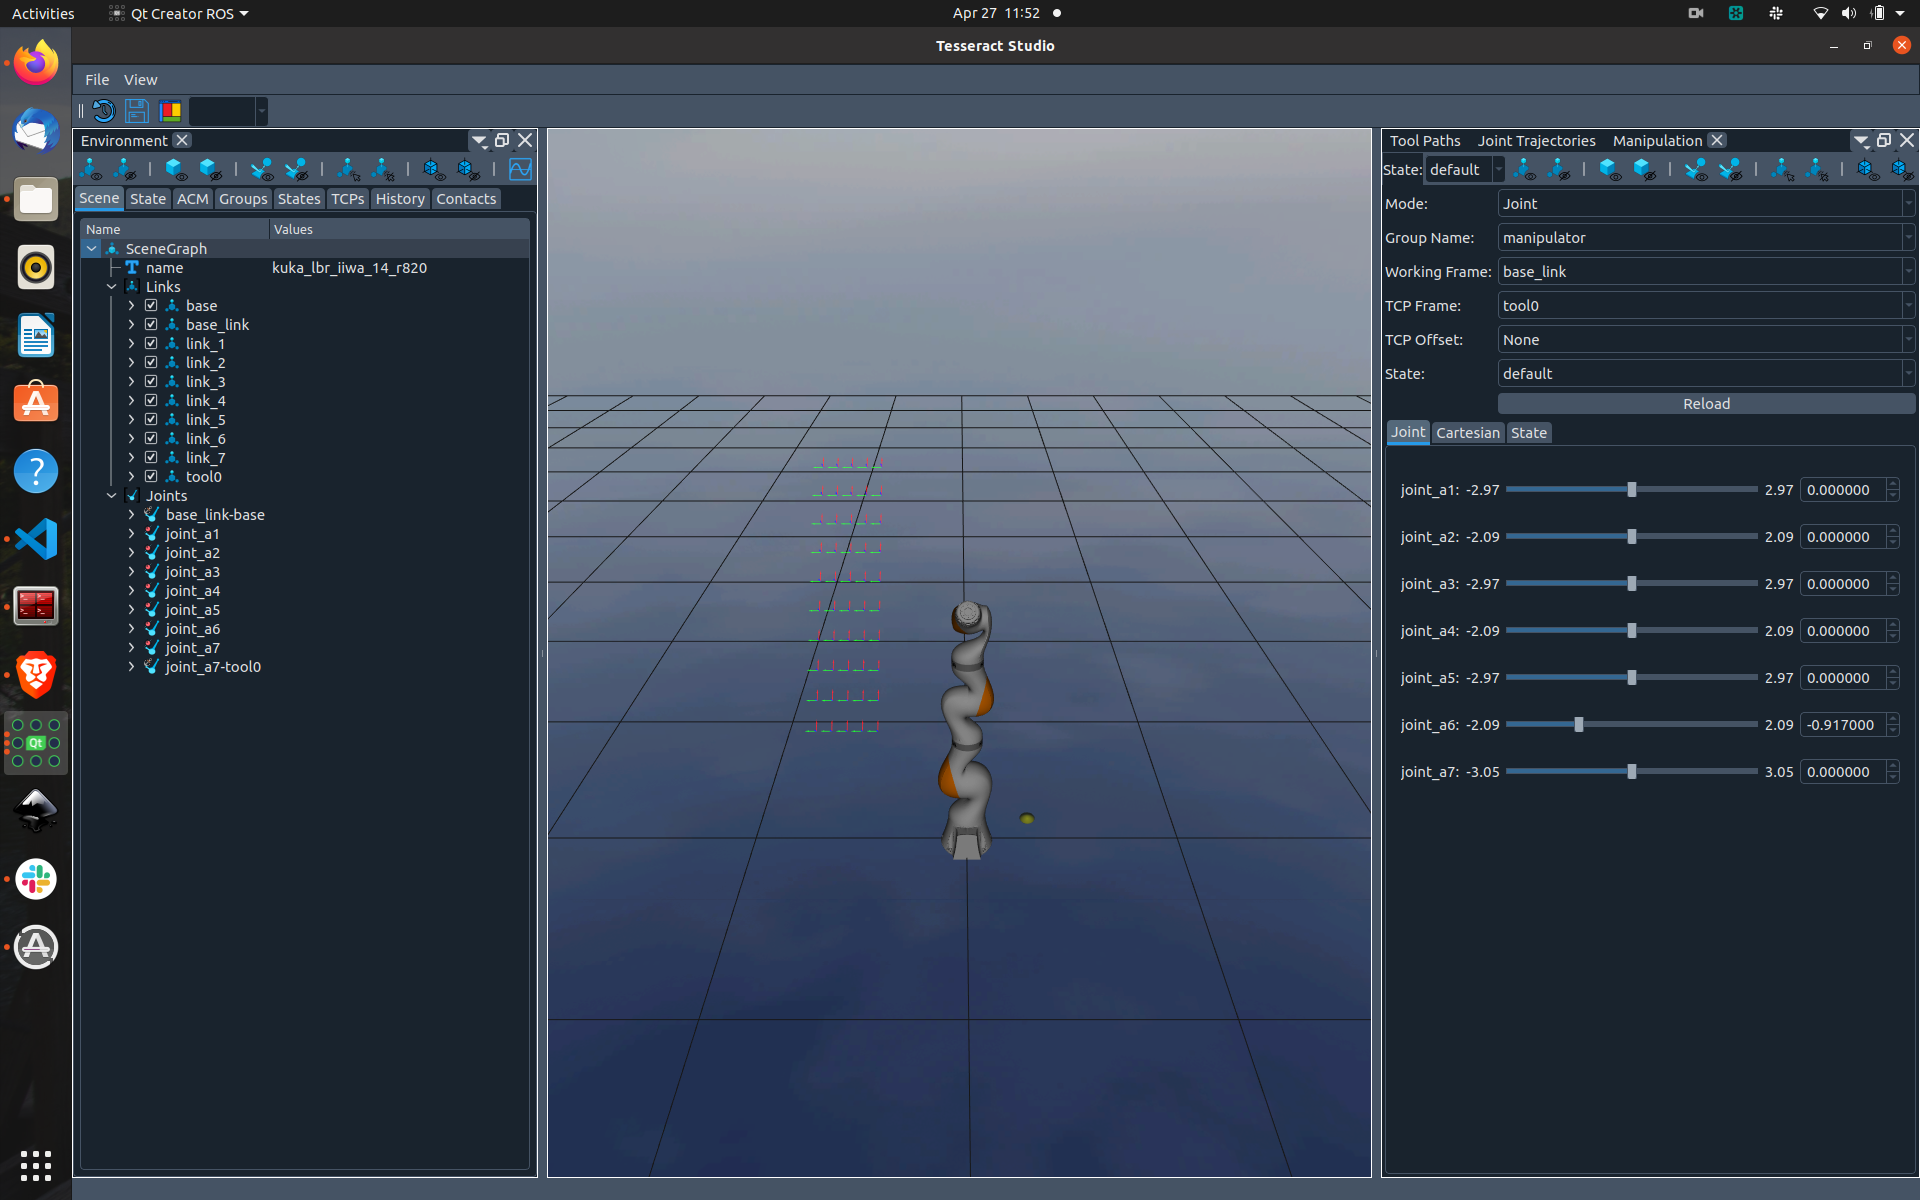 Activities
Qt Creator ROS
Apr 27 11:52
Tesseract Studio
File View
Environment
Scene State ACM Groups States TCPs History Contacts
Name Values
SceneGraph
name kuka_lbr_iiwa_14_r820
Links
base
base_link
link_1
link_2
link_3
link_4
link_5
link_6
link_7
tool0
Joints
base_link-base
joint_a1
joint_a2
joint_a3
joint_a4
joint_a5
joint_a6
joint_a7
joint_a7-tool0
Tool Paths Joint Trajectories Manipulation
State: default
Mode: Joint
Group Name: manipulator
Working Frame: base_link
TCP Frame: tool0
TCP Offset: None
State: default
Reload
Joint Cartesian State
joint_a1: -2.97 2.97 0.000000
joint_a2: -2.09 2.09 0.000000
joint_a3: -2.97 2.97 0.000000
joint_a4: -2.09 2.09 0.000000
joint_a5: -2.97 2.97 0.000000
joint_a6: -2.09 2.09 -0.917000
joint_a7: -3.05 3.05 0.000000
Qt